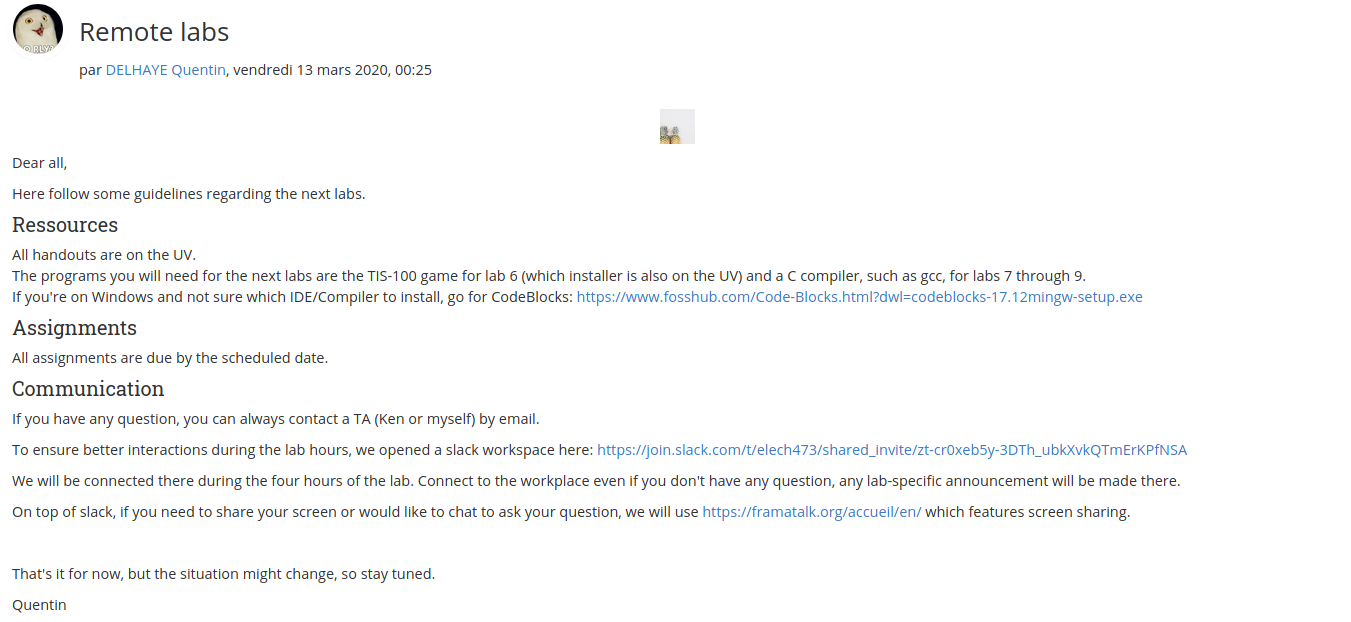 O RLY?
Remote labs
par DELHAYE Quentin, vendredi 13 mars 2020, 00:25
Dear all,
Here follow some guidelines regarding the next labs.
Ressources
All handouts are on the UV.
The programs you will need for the next labs are the TIS-100 game for lab 6 (which installer is also on the UV) and a C compiler, such as gcc, for labs 7 through 9.
If you're on Windows and not sure which IDE/Compiler to install, go for CodeBlocks: https://www.fosshub.com/Code-Blocks.html?dwl=codeblocks-17.12mingw-setup.exe
Assignments
All assignments are due by the scheduled date.
Communication
If you have any question, you can always contact a TA (Ken or myself) by email.
To ensure better interactions during the lab hours, we opened a slack workspace here: https://join.slack.com/t/elech473/shared_invite/zt-cr0xeb5y-3DTh_ubkXvkQTmErKPfNSA
We will be connected there during the four hours of the lab. Connect to the workplace even if you don't have any question, any lab-specific announcement will be made there.
On top of slack, if you need to share your screen or would like to chat to ask your question, we will use https://framatalk.org/accueil/en/ which features screen sharing.
That's it for now, but the situation might change, so stay tuned.
Quentin